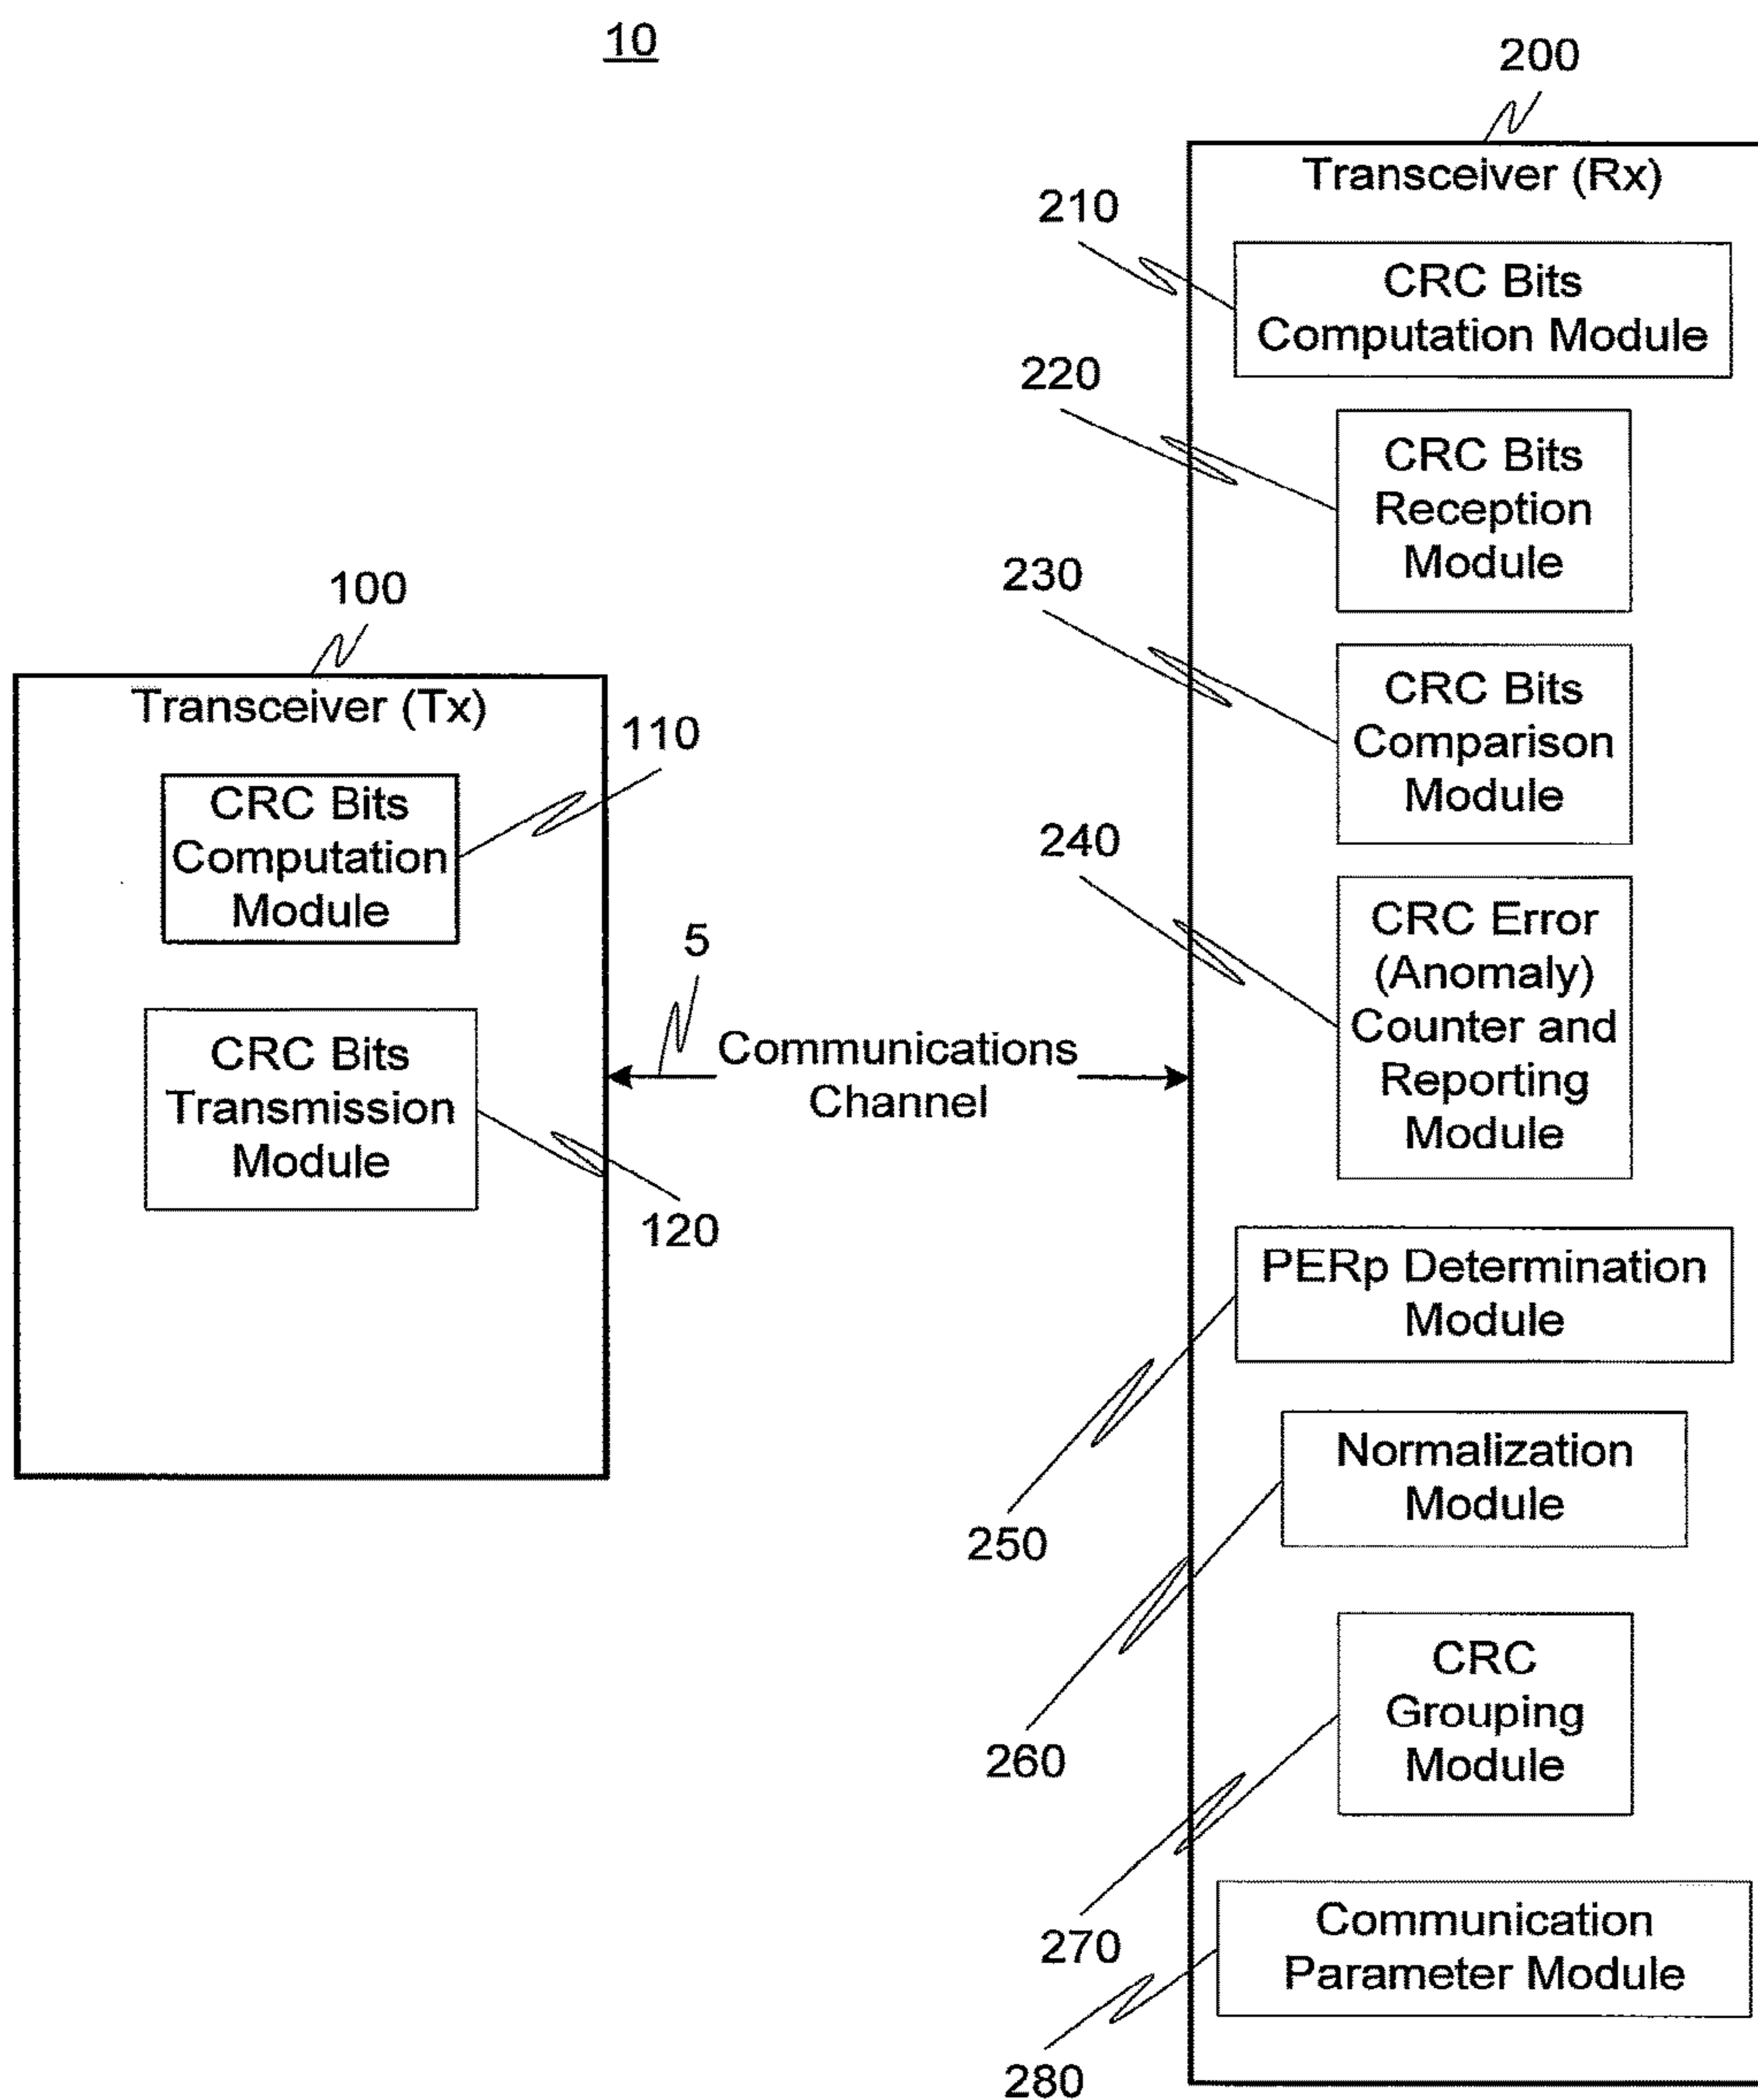 10
200
Transceiver (Rx)
210
CRC Bits
Computation Module
220
CRC Bits
Reception
Module
230
CRC Bits
Comparison
Module
240
CRC Error
(Anomaly)
Counter and
Reporting
Module
100
Transceiver (Tx)
110
CRC Bits
Computation
Module
5
Communications
Channel
CRC Bits
Transmission
Module
120
PERp Determination
Module
250
Normalization
Module
260
CRC
Grouping
Module
270
Communication
Parameter Module
280